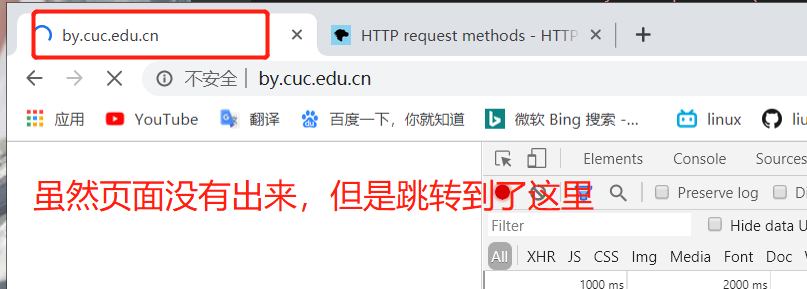 by.cuc.edu.cn
HTTP request methods - HTTP
不安全 by.cuc.edu.cn
应用 YouTube 翻译 百度一下，你就知道 微软 Bing 搜索 -... linux liu
虽然页面没有出来，但是跳转到了这里
Elements Console Sources
Preserve log
Filter Hide data U
All XHR JS CSS Img Media Font Doc
1000 ms 2000 ms